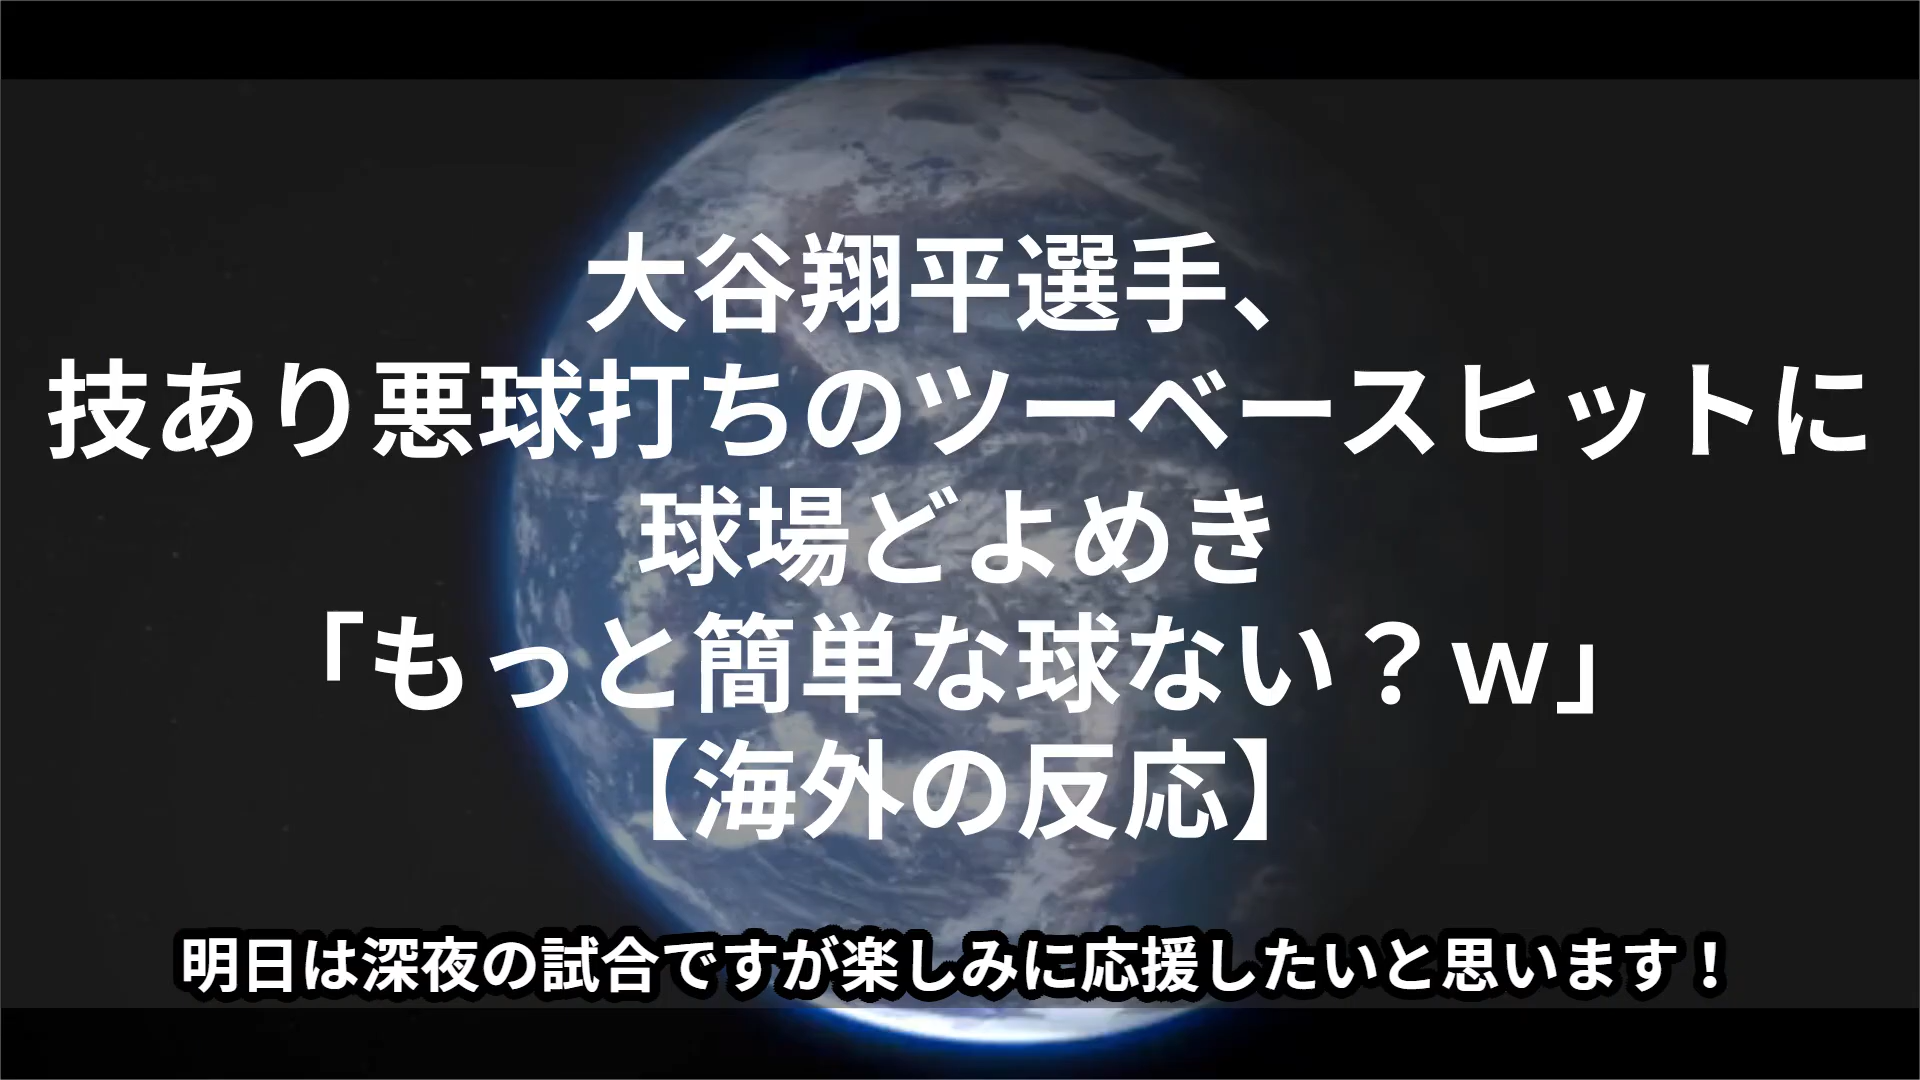 大谷翔平選手、
技あり悪球打ちのツーベースヒットに
球場どよめき
「もっと簡単な球ない？ｗ」
【海外の反応】
明日は深夜の試合ですが楽しみに応援したいと思います！